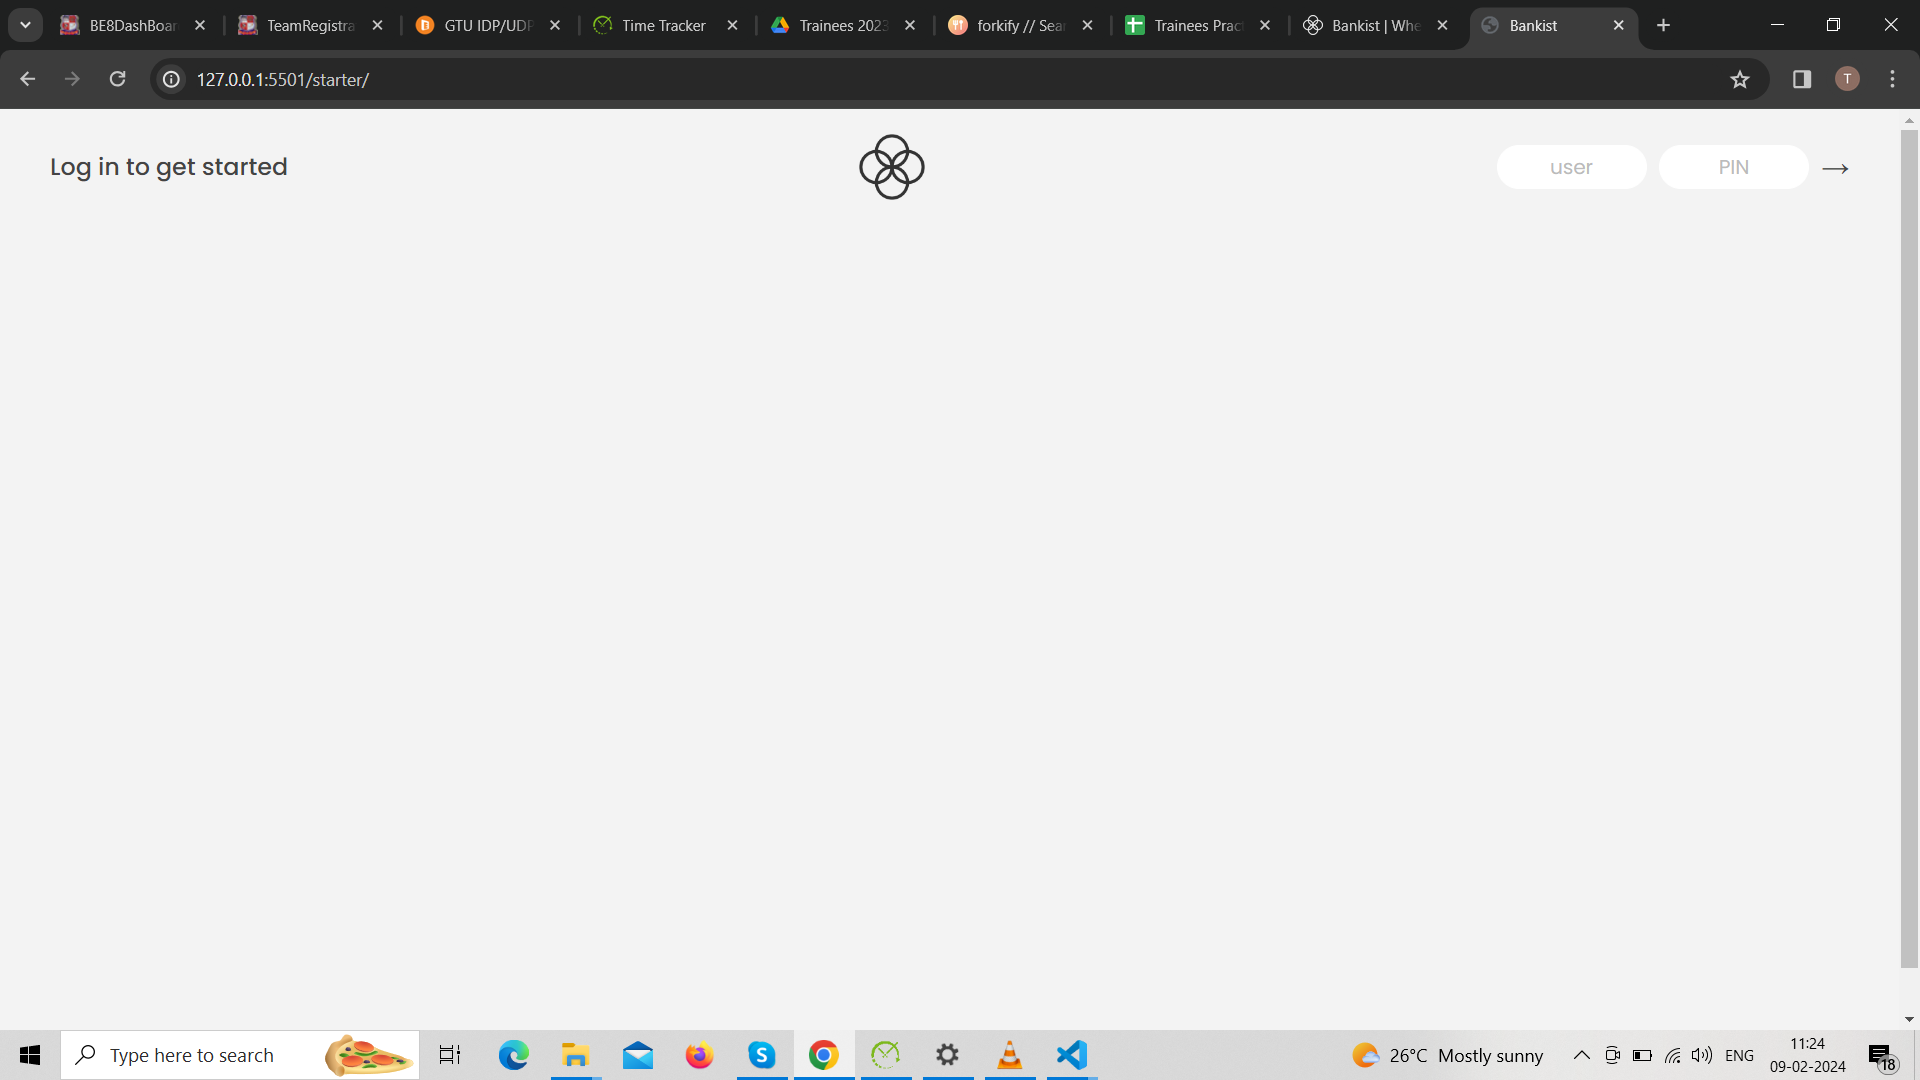 BE8DashBoar
TeamRegistra
GTU IDP/UDP
Time Tracker
Trainees 2023
forkify // Sear
Trainees Pract
Bankist | Whe
Bankist
127.0.0.1:5501/starter/
T
Log in to get started
user
PIN
Type here to search
26°C Mostly sunny
ENG
11:24
09-02-2024
18